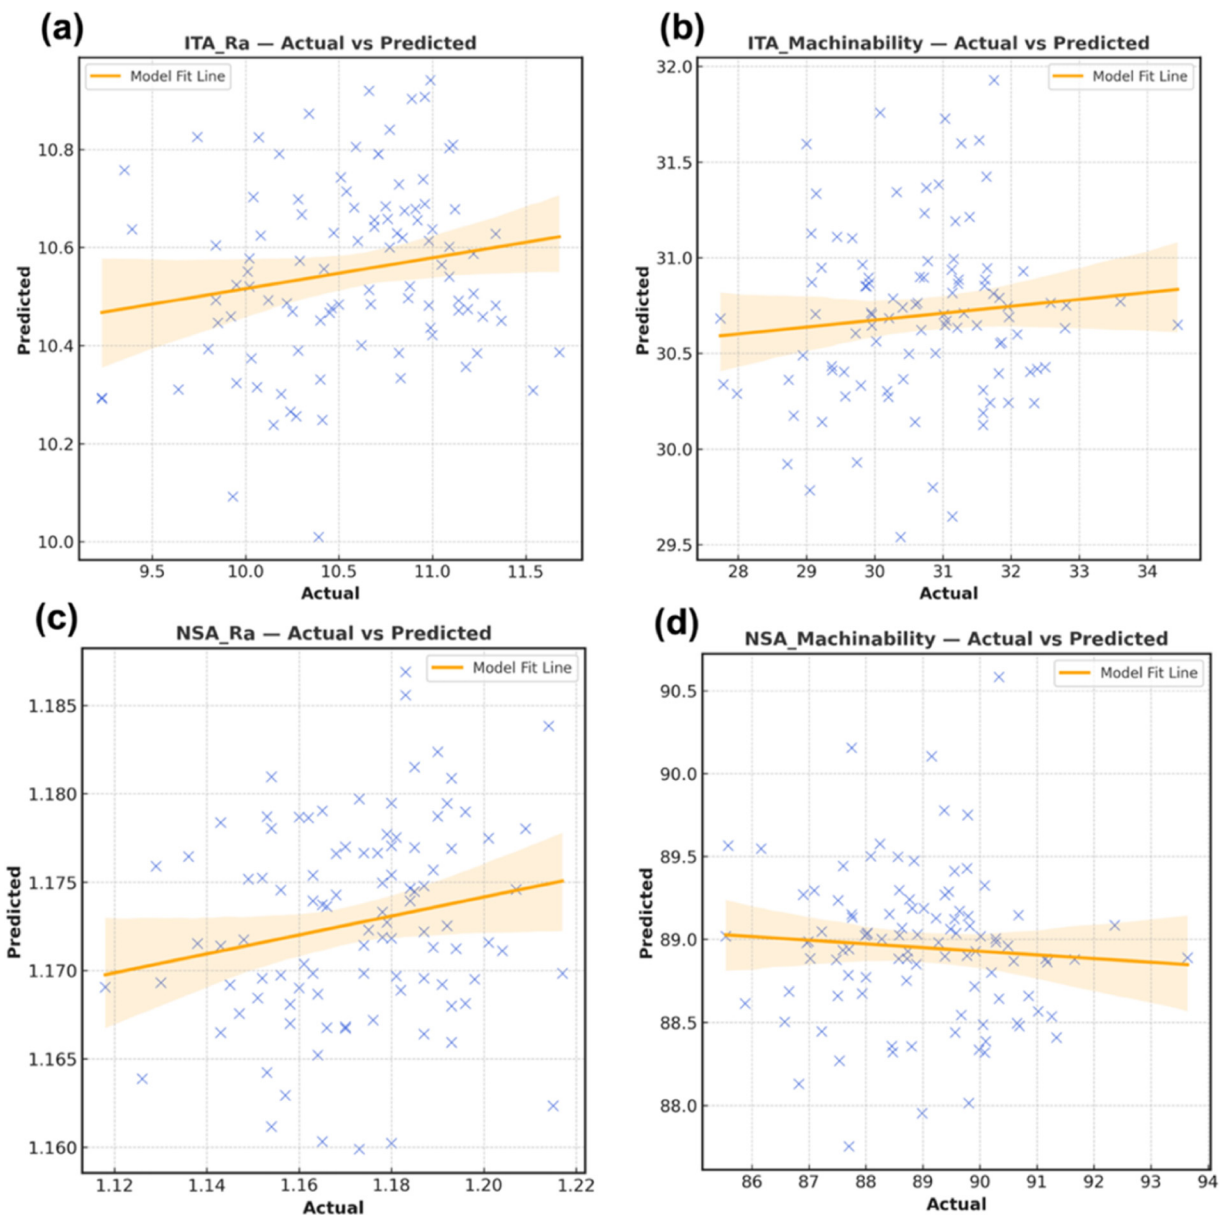 (a)
ITA_Ra — Actual vs Predicted
Model Fit Line
Predicted
10.8
10.6
10.4
10.2
10.0
9.5 10.0 10.5 11.0 11.5
Actual
(b)
ITA_Machinability — Actual vs Predicted
Model Fit Line
Predicted
32.0
31.5
31.0
30.5
30.0
29.5
28 29 30 31 32 33 34
Actual
(c)
NSA_Ra — Actual vs Predicted
Model Fit Line
Predicted
1.185
1.180
1.175
1.170
1.165
1.160
1.12 1.14 1.16 1.18 1.20 1.22
Actual
(d)
NSA_Machinability — Actual vs Predicted
Model Fit Line
Predicted
90.5
90.0
89.5
89.0
88.5
88.0
86 87 88 89 90 91 92 93 94
Actual